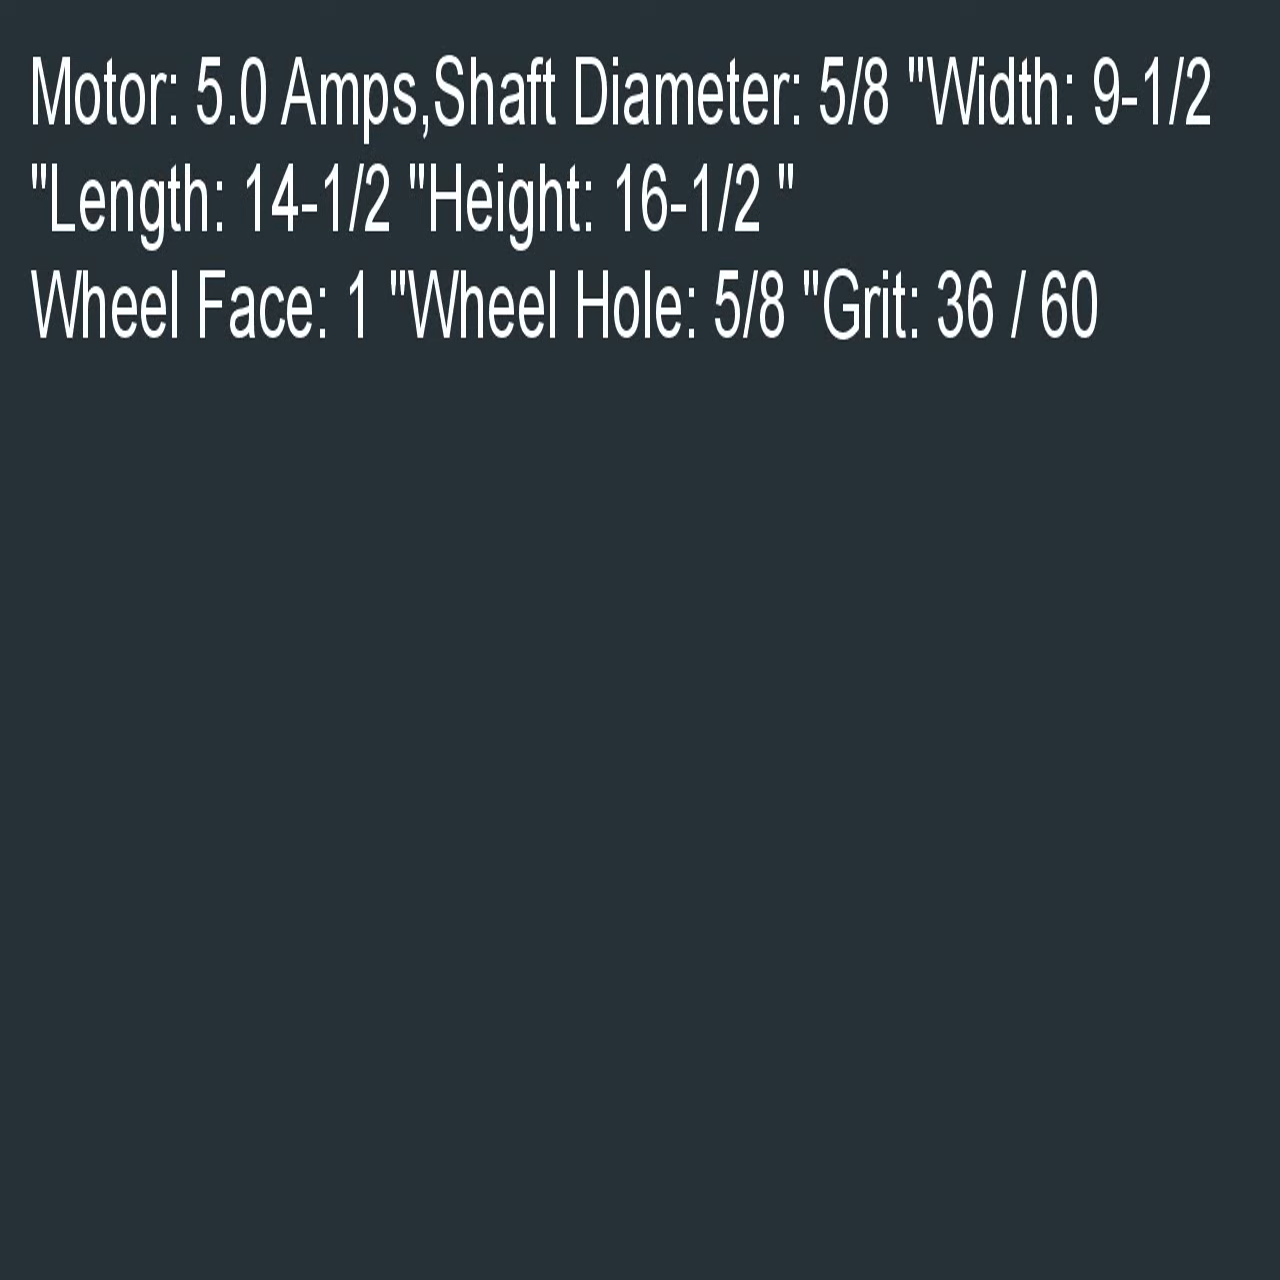 Motor: 5.0 Amps,Shaft Diameter: 5/8 "Width: 9-1/2
"Length: 14-1/2 "Height: 16-1/2 "
Wheel Face: 1 "Wheel Hole: 5/8 "Grit: 36 / 60